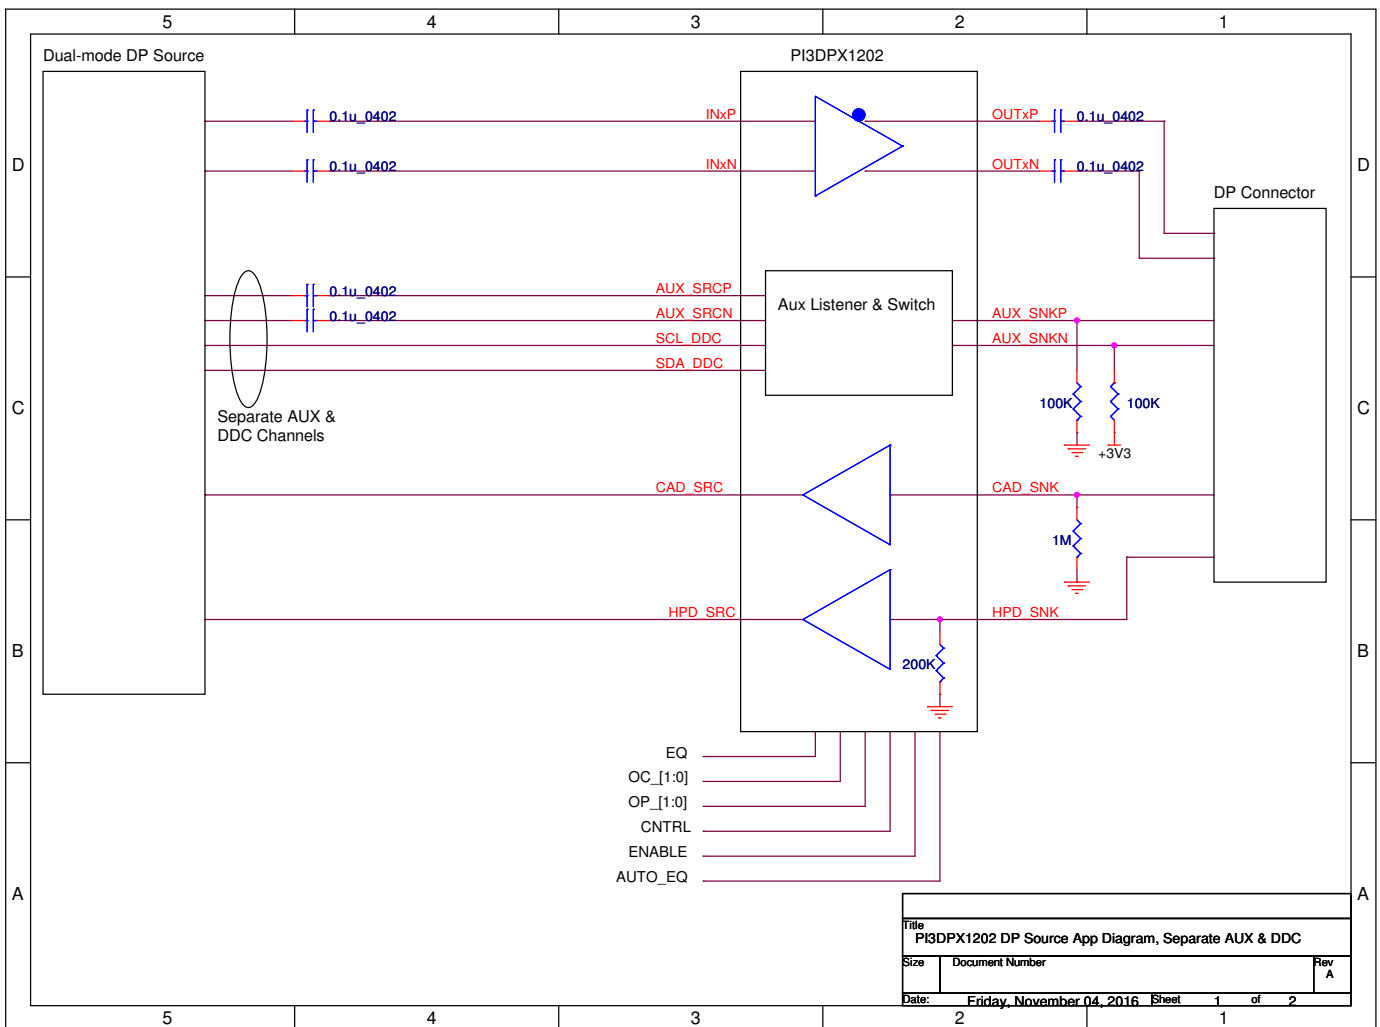 5 4 3 2 1
Dual-mode DP Source
PI3DPX1202
0.1u_0402 INxP OUTxP 0.1u_0402
D D
0.1u_0402 INxN OUTxN 0.1u_0402
DP Connector
0.1u_0402 AUX_SRCP
Aux Listener & Switch
0.1u_0402 AUX_SRCN AUX_SNKP
SCL_DDC AUX_SNKN
SDA_DDC
100K 100K
C C
Separate AUX &
DDC Channels
+3V3
CAD_SRC CAD_SNK
1M
HPD_SRC HPD_SNK
B B
200K
EQ
OC_[1:0]
OP_[1:0]
CNTRL
ENABLE
AUTO_EQ
A A
Title
PI3DPX1202 DP Source App Diagram, Separate AUX & DDC
Size Document Number Rev
A
Date: Friday, November 04, 2016 Sheet 1 of 2
5 4 3 2 1